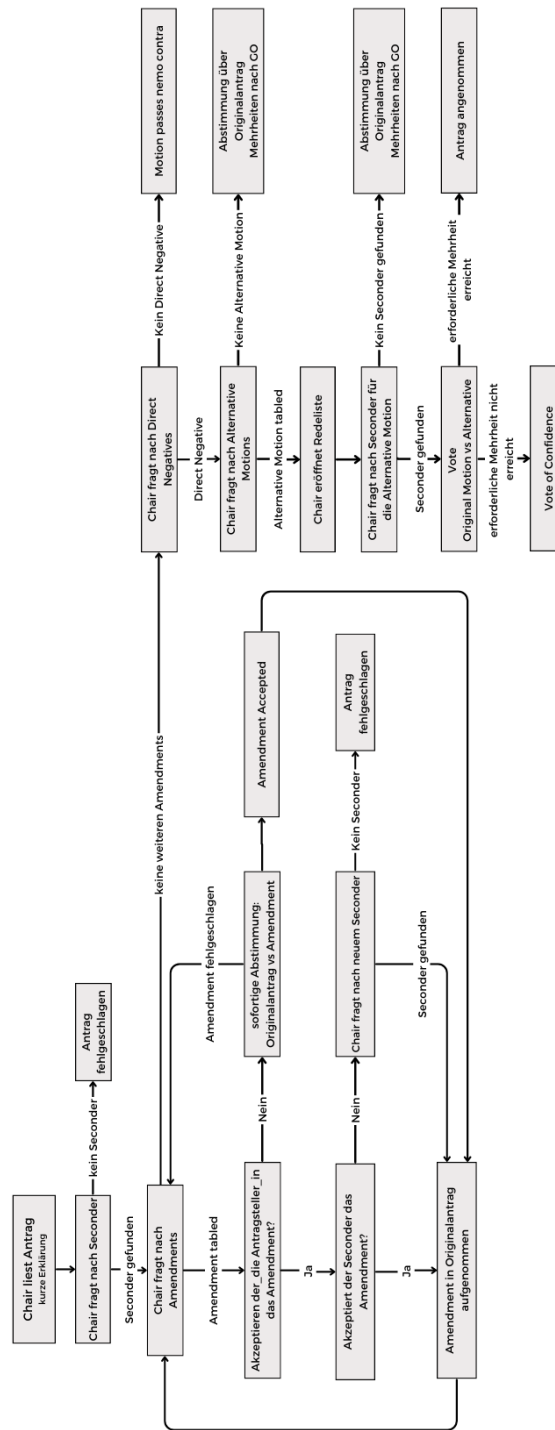 Chair liest Antrag
kurze Erklärung
Chair fragt nach Seconder
kein Seconder
Antrag
fehlgeschlagen
Seconder gefunden
Chair fragt nach
Amendments
keine weiteren Amendments
Amendment tabled
Amendment fehlgeschlagen
Akzeptieren der_die Antragsteller_in
das Amendment?
Nein
sofortige Abstimmung:
Originalantrag vs Amendment
Amendment Accepted
Ja
Akzeptiert der Seconder das
Amendment?
Nein
Chair fragt nach neuem Seconder
Kein Seconder
Antrag
fehlgeschlagen
Ja
Seconder gefunden
Amendment in Originalantrag
aufgenommen
Chair fragt nach Direct
Negatives
Kein Direct Negative
Motion passes nemo contra
Direct Negative
Chair fragt nach Alternative
Motions
Keine Alternative Motion
Abstimmung über
Originalantrag
Mehrheiten nach GO
Alternative Motion tabled
Chair eröffnet Redeliste
Chair fragt nach Seconder für
die Alternative Motion
Kein Seconder gefunden
Abstimmung über
Originalantrag
Mehrheiten nach GO
Seconder gefunden
Vote
Original Motion vs Alternative
erforderliche Mehrheit
erreicht
Antrag angenommen
erforderliche Mehrheit nicht
erreicht
Vote of Confidence